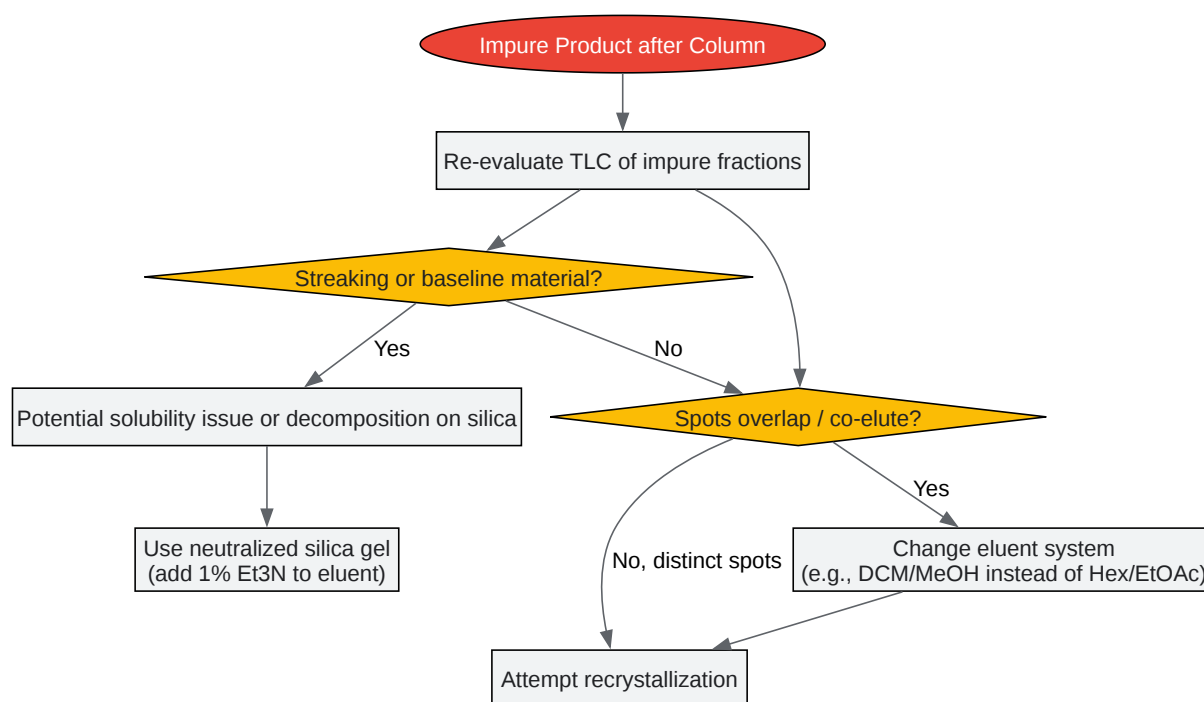 Impure Product after Column
Re-evaluate TLC of impure fractions
Streaking or baseline material?
Yes
No
Potential solubility issue or decomposition on silica
Spots overlap / co-elute?
Yes
No, distinct spots
Use neutralized silica gel
(add 1% Et3N to eluent)
Change eluent system
(e.g., DCM/MeOH instead of Hex/EtOAc)
Attempt recrystallization